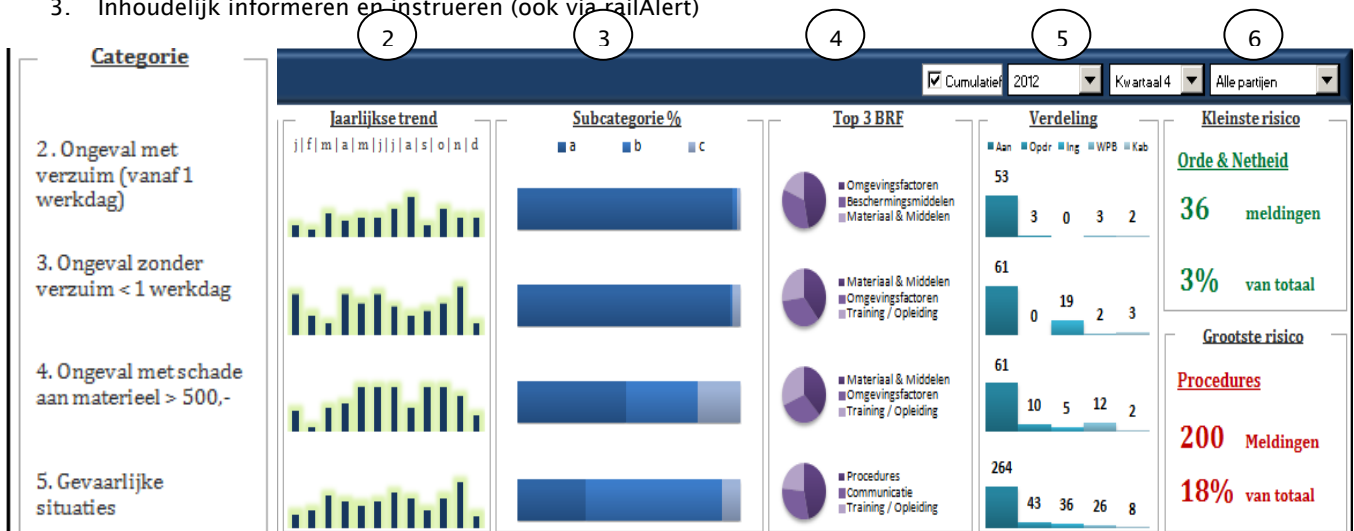 3. Inhoudelijk informeren en instrueren (ook via railAlert)
2
3
4
5
6
Categorie
Cumulatief
2012
Kwartaal 4
Alle partijen
2. Ongeval met
verzuim (vanaf 1
werkdag)
3. Ongeval zonder
verzuim < 1 werkdag
4. Ongeval met schade
aan materieel > 500,-
5. Gevaarlijke
situaties
Jaarlijkse trend
j|f|m|a|m|j|j|a|s|o|n|d
Subcategorie %
a b c
Top 3 BRF
Omgevingsfactoren
Beschermingsmiddelen
Materiaal & Middelen
Materiaal & Middelen
Omgevingsfactoren
Training / Opleiding
Materiaal & Middelen
Omgevingsfactoren
Training / Opleiding
Procedures
Communicatie
Training / Opleiding
Verdeling
Aan Opdr Ing WPB Kab
53 3 0 3 2
61 0 19 2 3
61 10 5 12 2
264 43 36 26 8
Kleinste risico
Orde & Netheid
36 meldingen
3% van totaal
Grootste risico
Procedures
200 Meldingen
18% van totaal